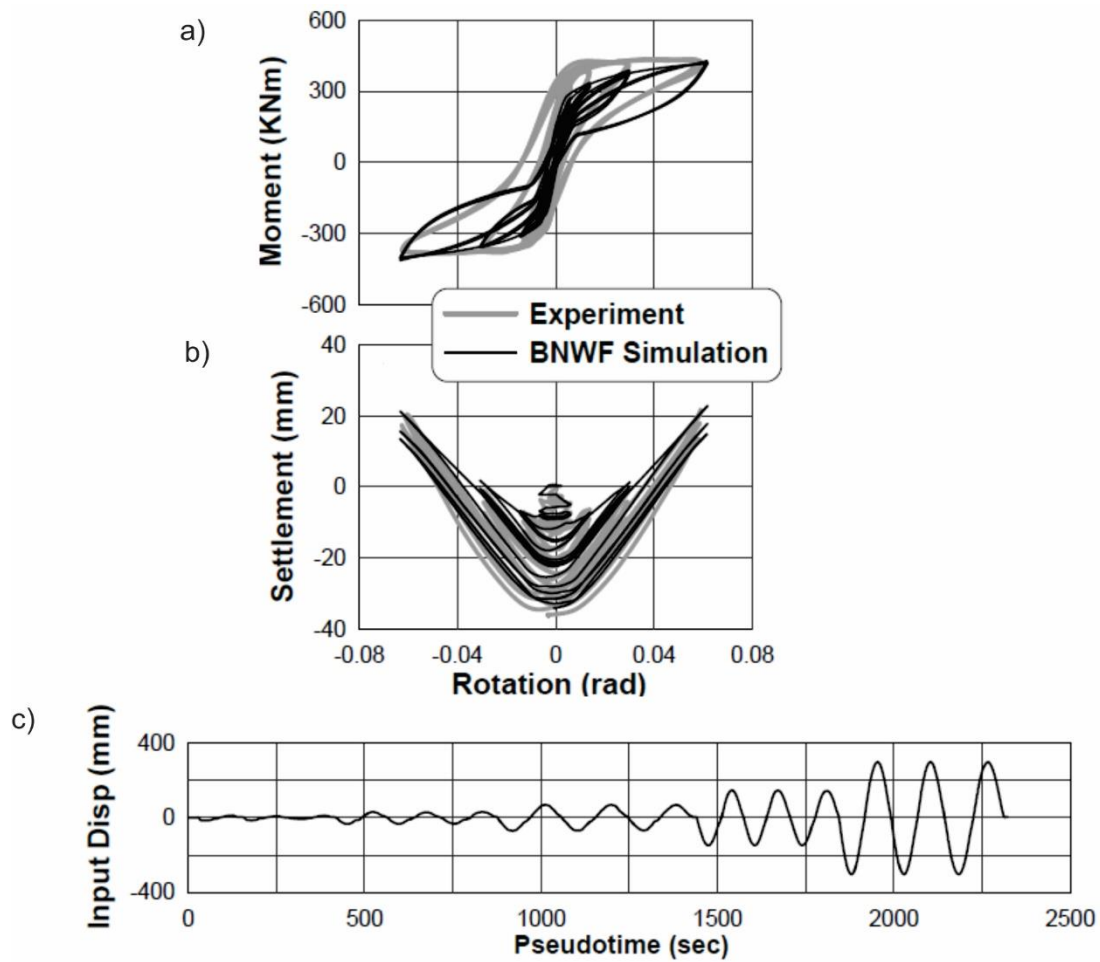 a)
Moment (KNm)
600
300
0
-300
-600
Experiment
BNWF Simulation
b)
Settlement (mm)
40
20
0
-20
-40
-0.08 -0.04 0 0.04 0.08
Rotation (rad)
c)
Input Disp (mm)
400
0
-400
0 500 1000 1500 2000 2500
Pseudotime (sec)